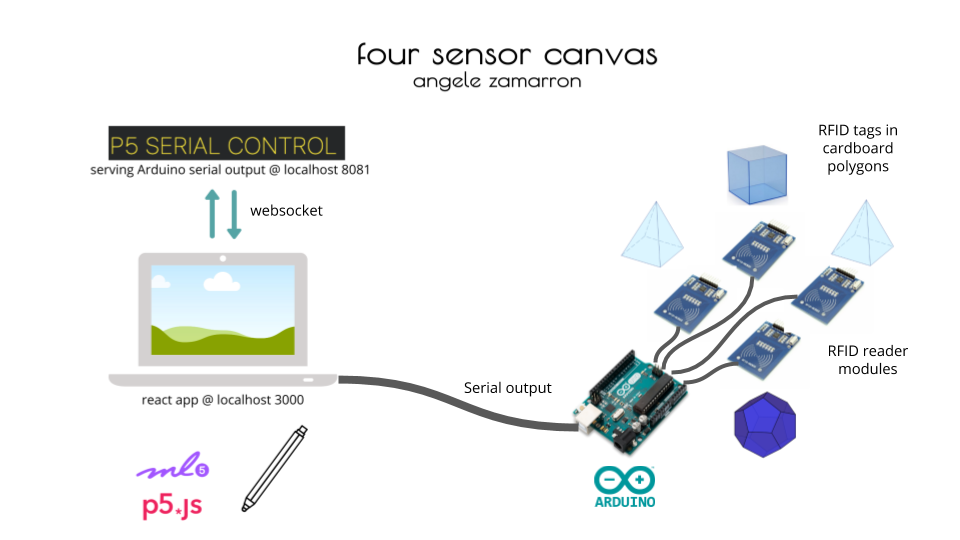 four sensor canvas
angele zamarron
P5 SERIAL CONTROL
serving Arduino serial output @ localhost 8081
websocket
RFID tags in
cardboard
polygons
RFID reader
modules
Serial output
react app @ localhost 3000
ml5
p5.js
ARDUINO